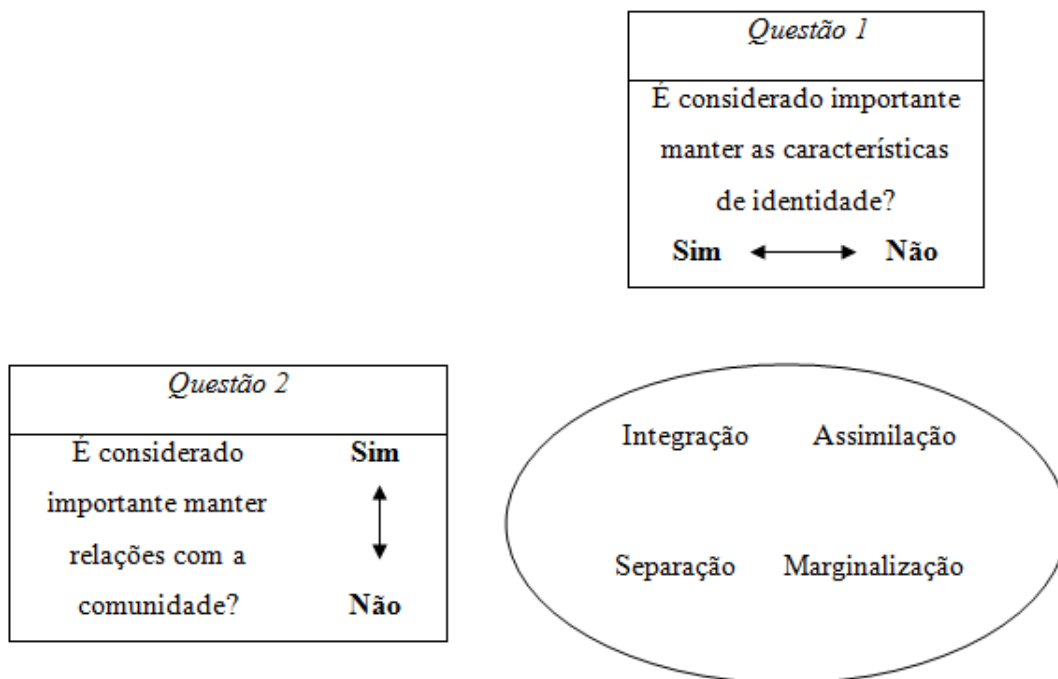 Questão 1
É considerado importante
manter as características
de identidade?
Sim Não
Questão 2
É considerado Sim
importante manter
relações com a
comunidade? Não
Integração Assimilação
Separação Marginalização